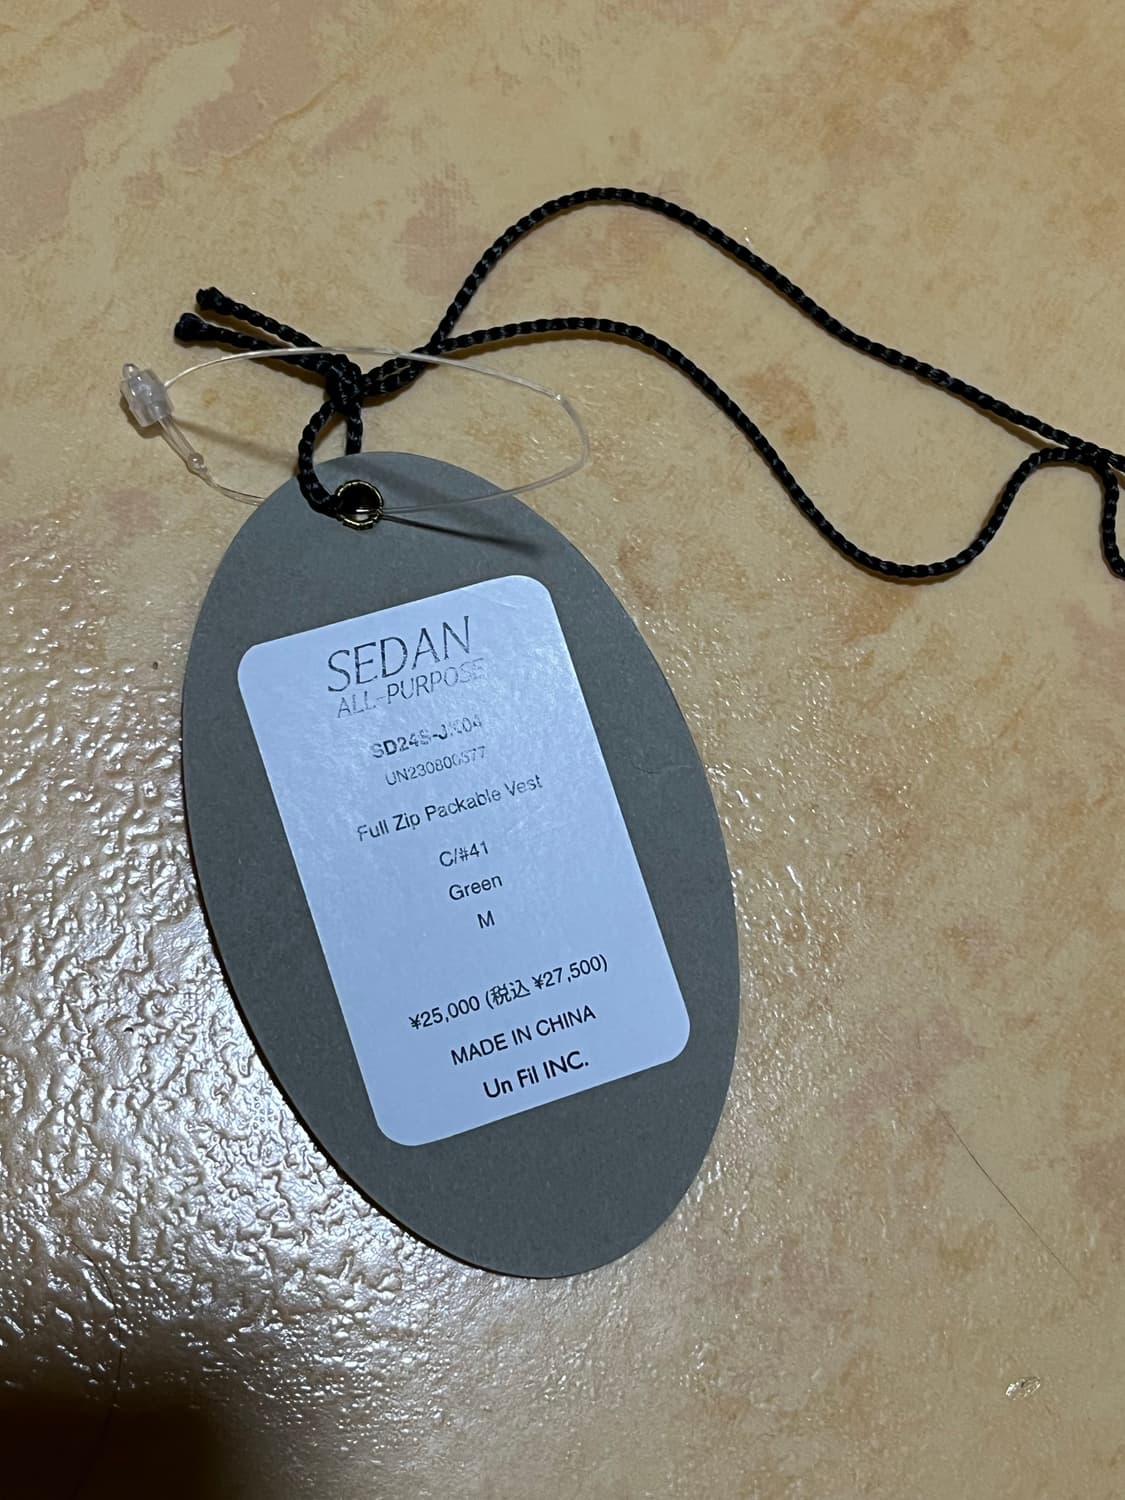 SEDAN
ALL-PURPOSE
Full Zip Packable Vest
C/#41
Green
M
¥25,000 (税込 ¥27,500)
MADE IN CHINA
Un Fil INC.